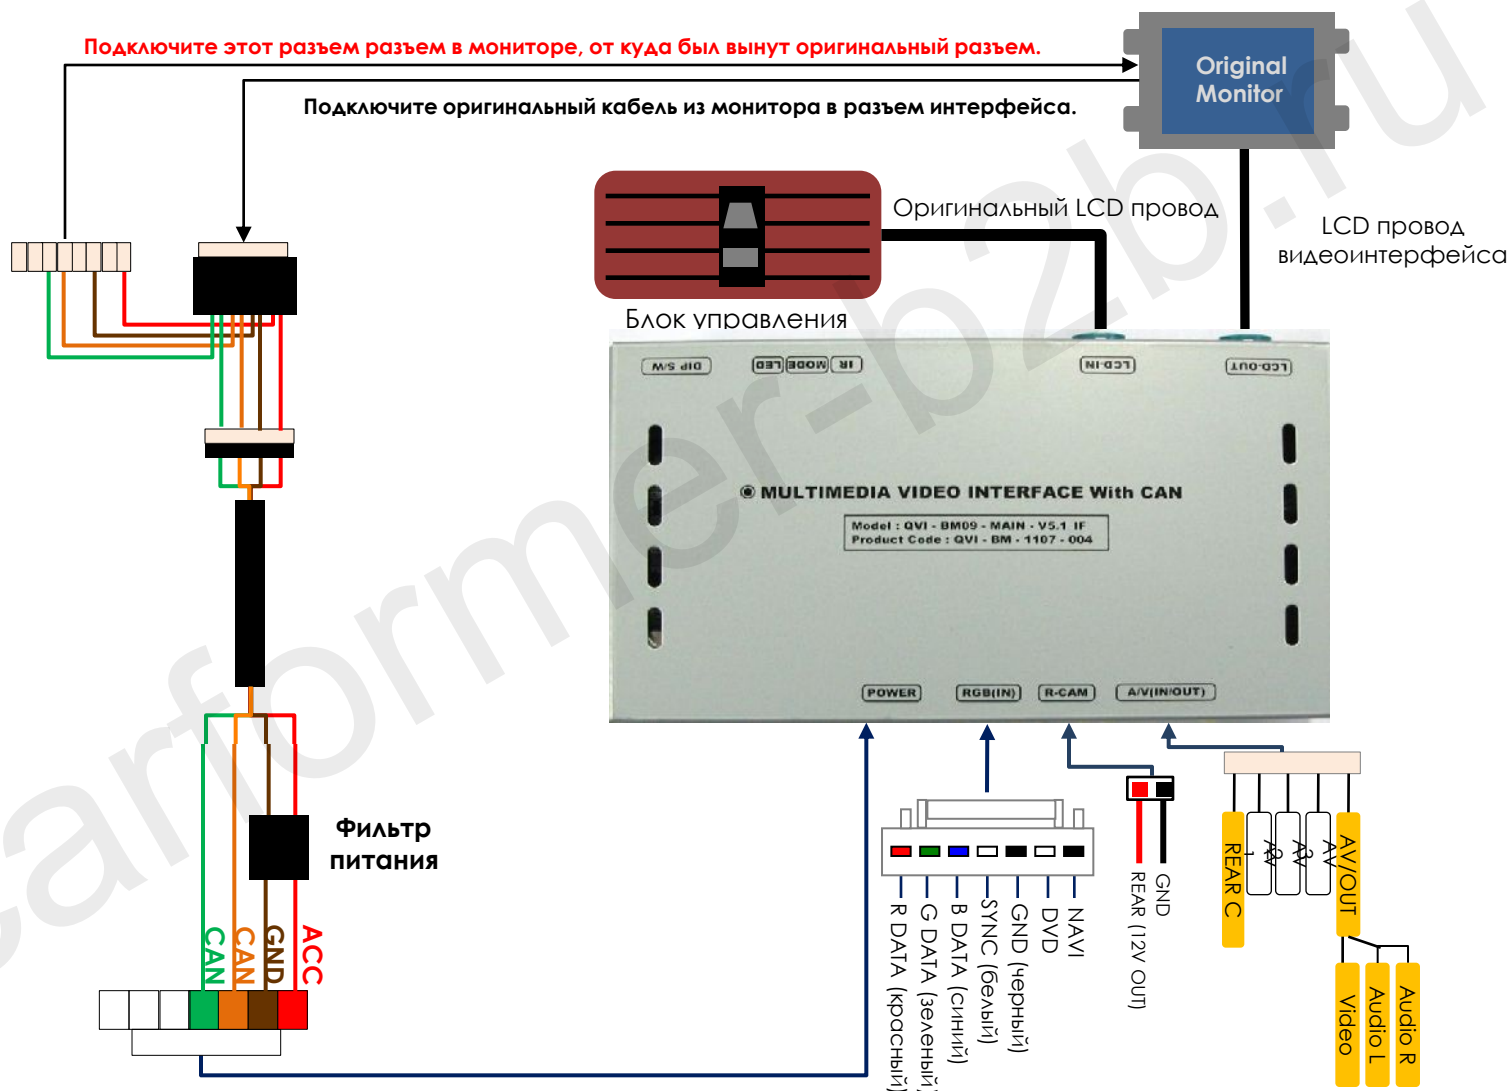 Подключите этот разъем разъем в мониторе, от куда был вынут оригинальный разъем.
Подключите оригинальный кабель из монитора в разъем интерфейса.
Original
Monitor
Оригинальный LCD провод
LCD провод
видеоинтерфейса
Блок управления
DIP S/W
LED
MODE
IR
LCD-IN
LCD-OUT
MULTIMEDIA VIDEO INTERFACE With CAN
Model : QVI - BM09 - MAIN - V5.1 IF
Product Code : QVI - BM - 1107 - 004
POWER
RGB(IN)
R-CAM
A/V(IN/OUT)
Фильтр
питания
CAN
CAN
GND
ACC
R DATA (красный)
G DATA (зеленый)
B DATA (синий)
SYNC (белый)
GND (черный)
DVD
NAVI
REAR (12V OUT)
GND
REAR C
AV
AV/OUT
Video
Audio L
Audio R
carformer-b2b.ru